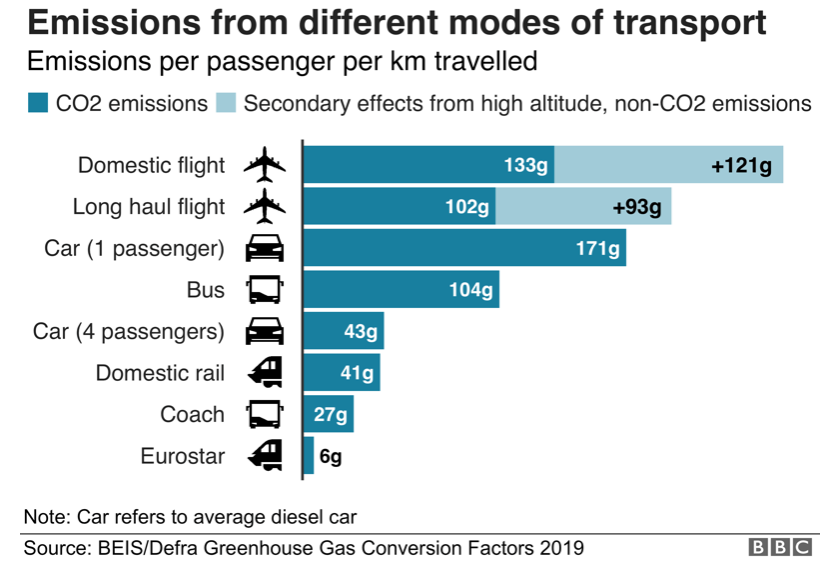 Emissions from different modes of transport
Emissions per passenger per km travelled
CO2 emissions Secondary effects from high altitude, non-CO2 emissions
Domestic flight 133g +121g
Long haul flight 102g +93g
Car (1 passenger) 171g
Bus 104g
Car (4 passengers) 43g
Domestic rail 41g
Coach 27g
Eurostar 6g
Note: Car refers to average diesel car
Source: BEIS/Defra Greenhouse Gas Conversion Factors 2019 BBC